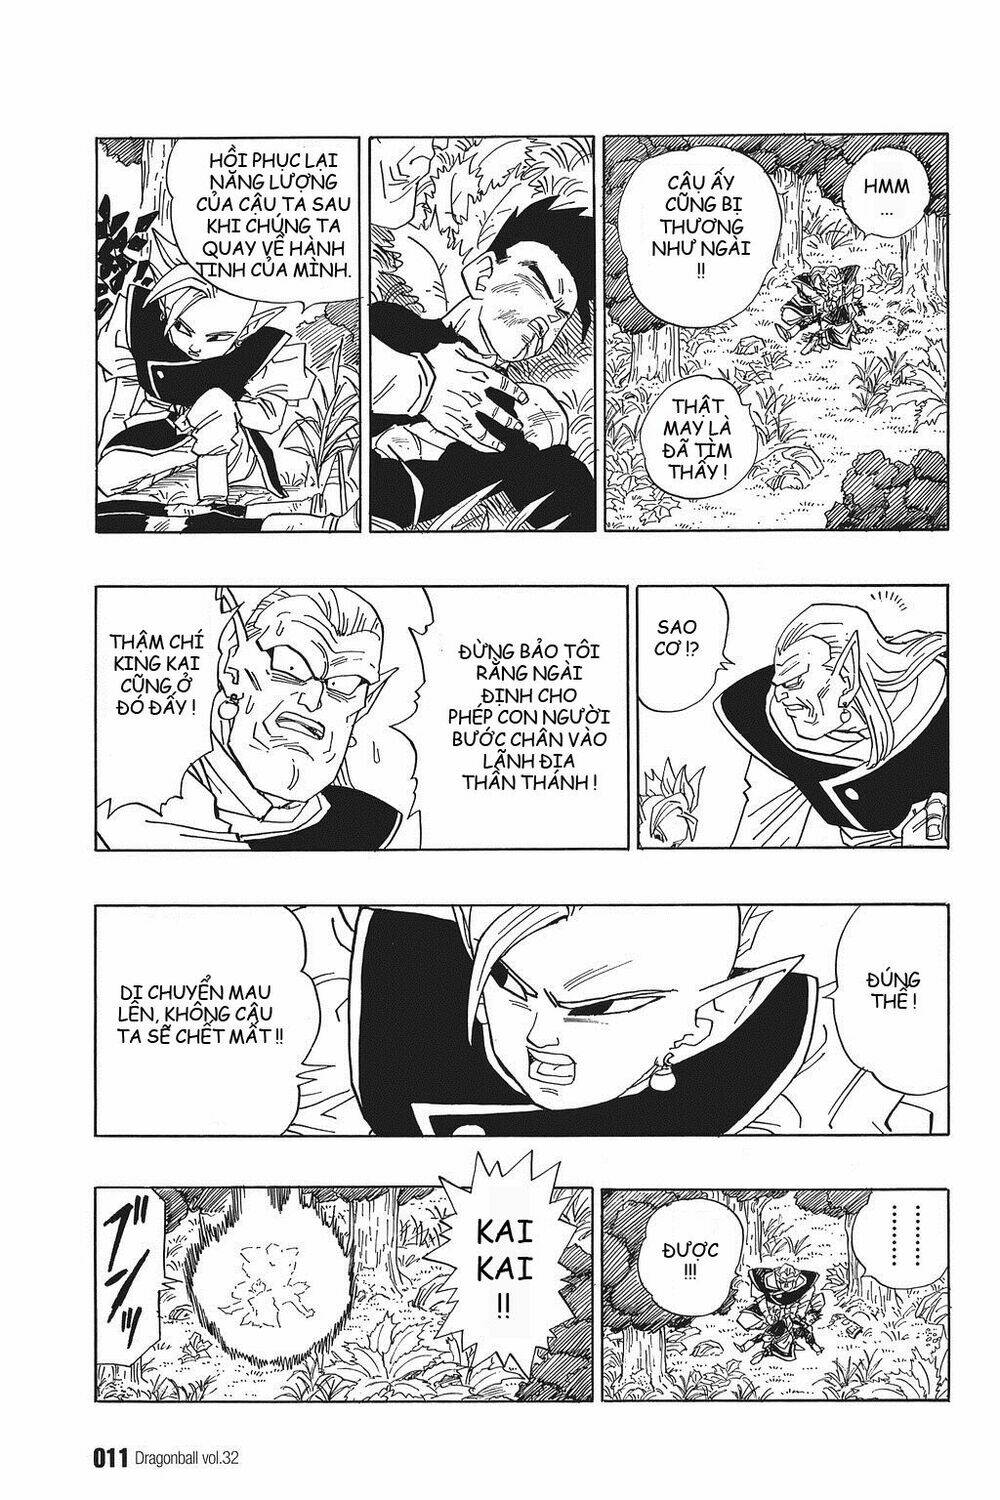 HMM
...
CẬU ẤY
CŨNG BỊ
THƯƠNG
NHƯ NGÀI
!!
THẬT
MAY LÀ
ĐÃ TÌM
THẤY !
HỒI PHỤC LẠI
NĂNG LƯỢNG
CỦA CẬU TA SAU
KHI CHÚNG TA
QUAY VỀ HÀNH
TINH CỦA MÌNH.
SAO
CƠ !?
ĐỪNG BẢO TÔI
RẰNG NGÀI
ĐỊNH CHO
PHÉP CON NGƯỜI
BƯỚC CHÂN VÀO
LÃNH ĐỊA
THẦN THÁNH !
THẬM CHÍ
KING KAI
CŨNG Ở
ĐÓ ĐẤY !
ĐÚNG
THẾ !
DI CHUYỂN MAU
LÊN, KHÔNG CẬU
TA SẼ CHẾT MẤT !!
........
ĐƯỢC
!!!
KAI
KAI
!!
ブンッ
011 Dragonball vol.32